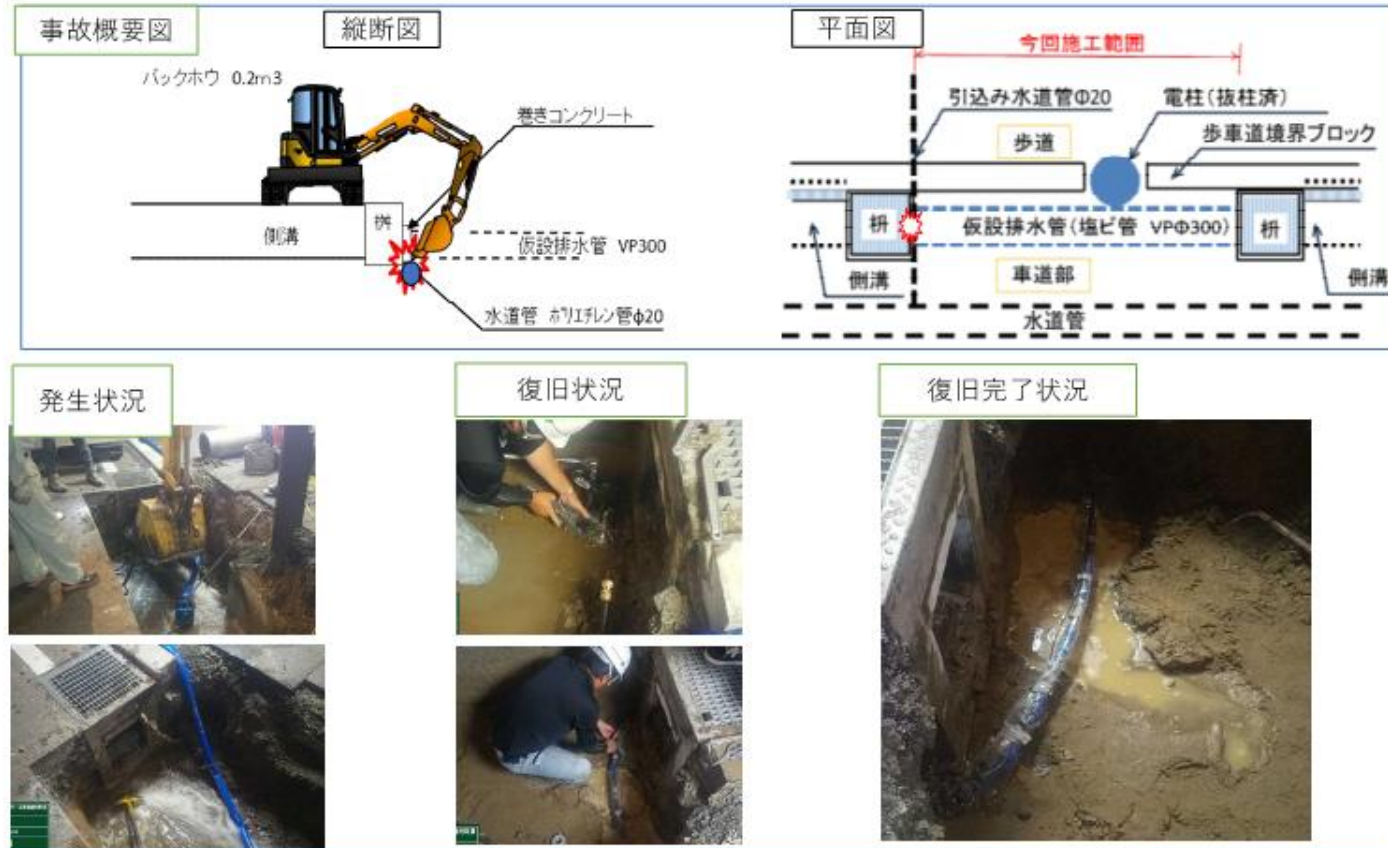 事故概要図
縦断図
バックホウ 0.2m3
巻きコンクリート
側溝
桝
仮設排水管 VP300
水道管 ポリエチレン管φ20
平面図
今回施工範囲
引込み水道管Φ20
電柱(抜柱済)
歩道
歩車道境界ブロック
枡
仮設排水管(塩ビ管 VPΦ300)
枡
側溝
車道部
側溝
水道管
発生状況
復旧状況
復旧完了状況